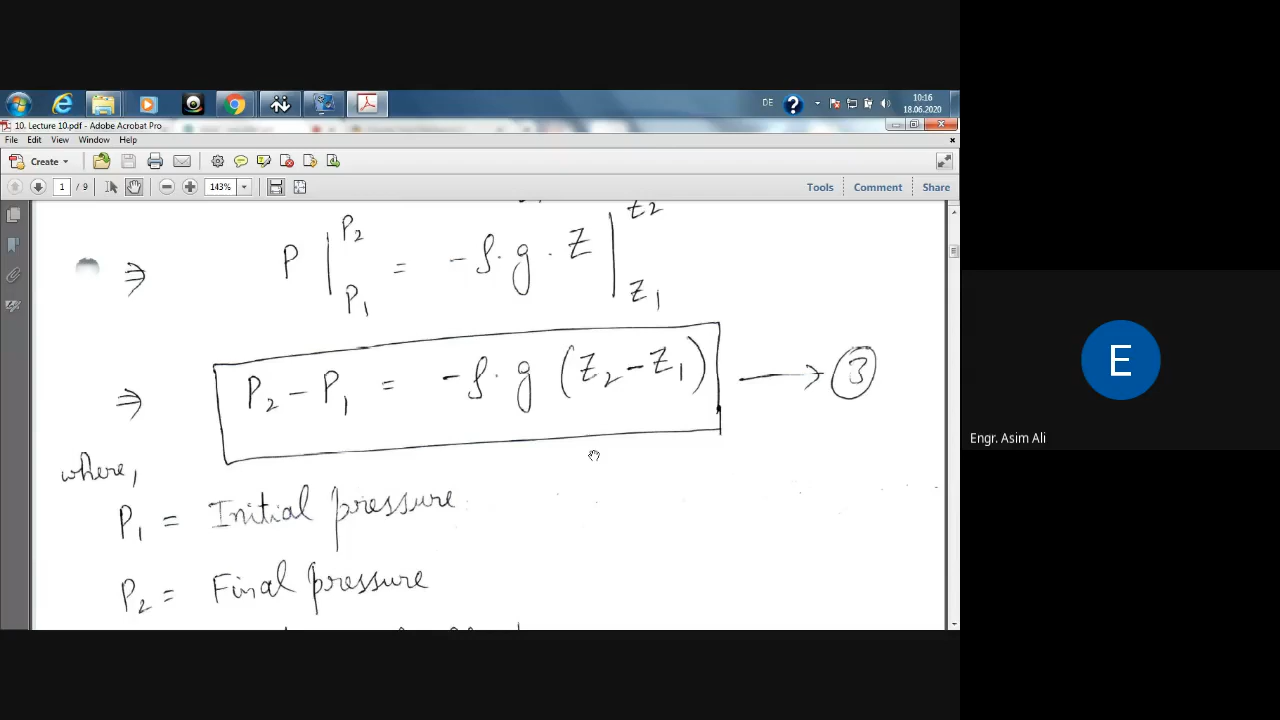 DE
10:16
18.06.2020
10. Lecture 10.pdf - Adobe Acrobat Pro
File Edit View Window Help
Create
1 / 9 143% Tools Comment Share
⇒ P |P₁ P₂ = -ρ.g.Z |Z₁ Z₂
⇒ P₂ - P₁ = -ρ.g (Z₂ - Z₁) → ③
where,
P₁ = Initial pressure
P₂ = Final pressure
E
Engr. Asim Ali